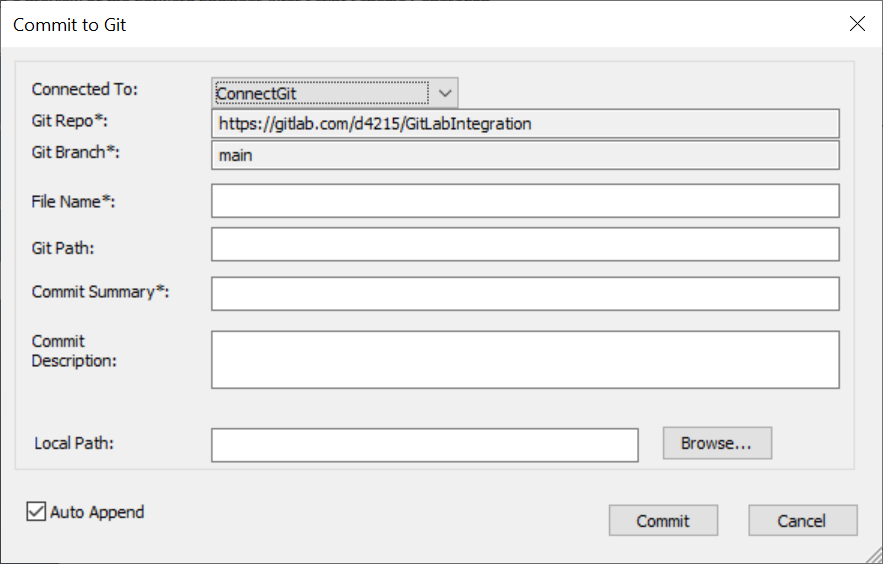 Commit to Git
Connected To:
ConnectGit
Git Repo*:
https://gitlab.com/d4215/GitLabIntegration
Git Branch*:
main
File Name*:
Git Path:
Commit Summary*:
Commit
Description:
Local Path:
Browse...
Auto Append
Commit
Cancel